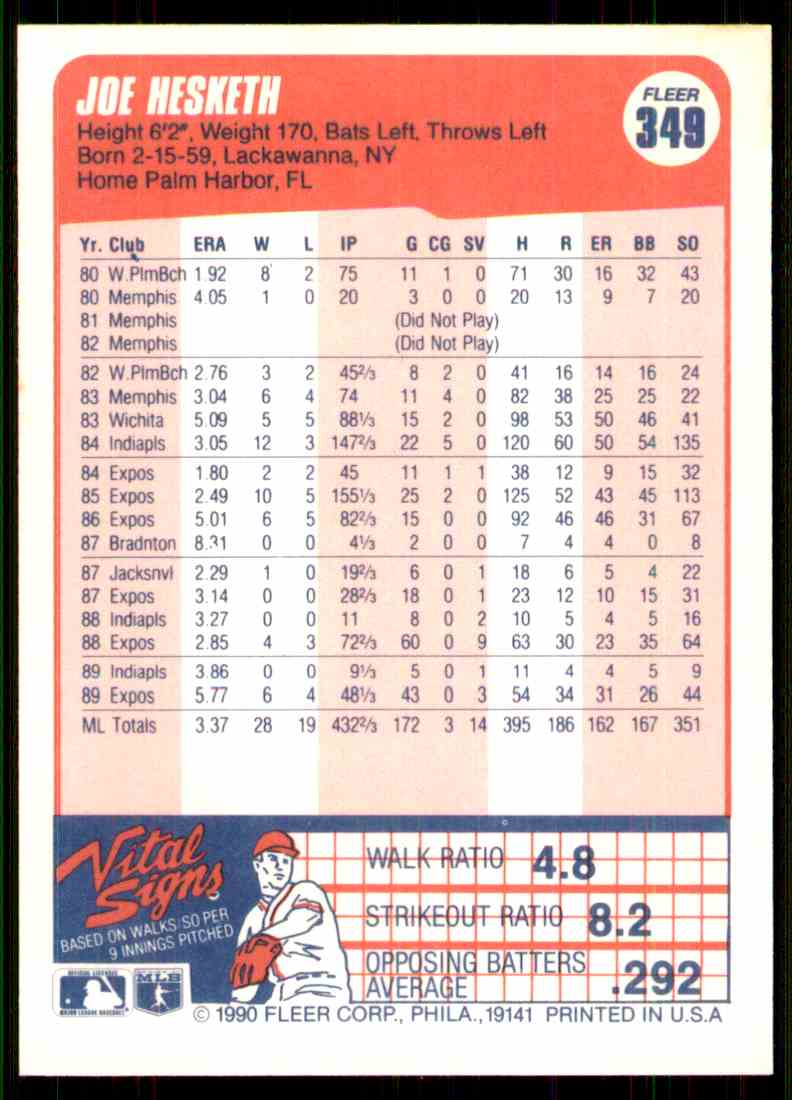 JOE HESKETH
FLEER
349
Height 6'2", Weight 170, Bats Left, Throws Left
Born 2-15-59, Lackawanna, NY
Home Palm Harbor, FL
Yr. Club ERA W L IP G CG SV H R ER BB SO
80 W.PlmBch 1.92 8 2 75 11 1 0 71 30 16 32 43
80 Memphis 4.05 1 0 20 3 0 0 20 13 9 7 20
81 Memphis (Did Not Play)
82 Memphis (Did Not Play)
82 W.PlmBch 2.76 3 2 45⅔ 8 2 0 41 16 14 16 24
83 Memphis 3.04 6 4 74 11 4 0 82 38 25 25 22
83 Wichita 5.09 5 5 88⅓ 15 2 0 98 53 50 46 41
84 Indiapls 3.05 12 3 147⅔ 22 5 0 120 60 50 54 135
84 Expos 1.80 2 2 45 11 1 1 38 12 9 15 32
85 Expos 2.49 10 5 155⅓ 25 2 0 125 52 43 45 113
86 Expos 5.01 6 5 82⅔ 15 0 0 92 46 46 31 67
87 Bradnton 8.31 0 0 4⅓ 2 0 0 7 4 4 0 8
87 Jacksnvl 2.29 1 0 19⅔ 6 0 1 18 6 5 4 22
87 Expos 3.14 0 0 28⅔ 18 0 1 23 12 10 15 31
88 Indiapls 3.27 0 0 11 8 0 2 10 5 4 5 16
88 Expos 2.85 4 3 72⅔ 60 0 9 63 30 23 35 64
89 Indiapls 3.86 0 0 9⅓ 5 0 1 11 4 4 5 9
89 Expos 5.77 6 4 48⅓ 43 0 3 54 34 31 26 44
ML Totals 3.37 28 19 432⅔ 172 3 14 395 186 162 167 351
Vital
Signs
BASED ON WALKS/SO PER
9 INNINGS PITCHED
WALK RATIO 4.8
STRIKEOUT RATIO 8.2
OPPOSING BATTERS
AVERAGE .292
OFFICIAL LICENSEE
MAJOR LEAGUE BASEBALL
MLB
© 1990 FLEER CORP., PHILA., 19141 PRINTED IN U.S.A